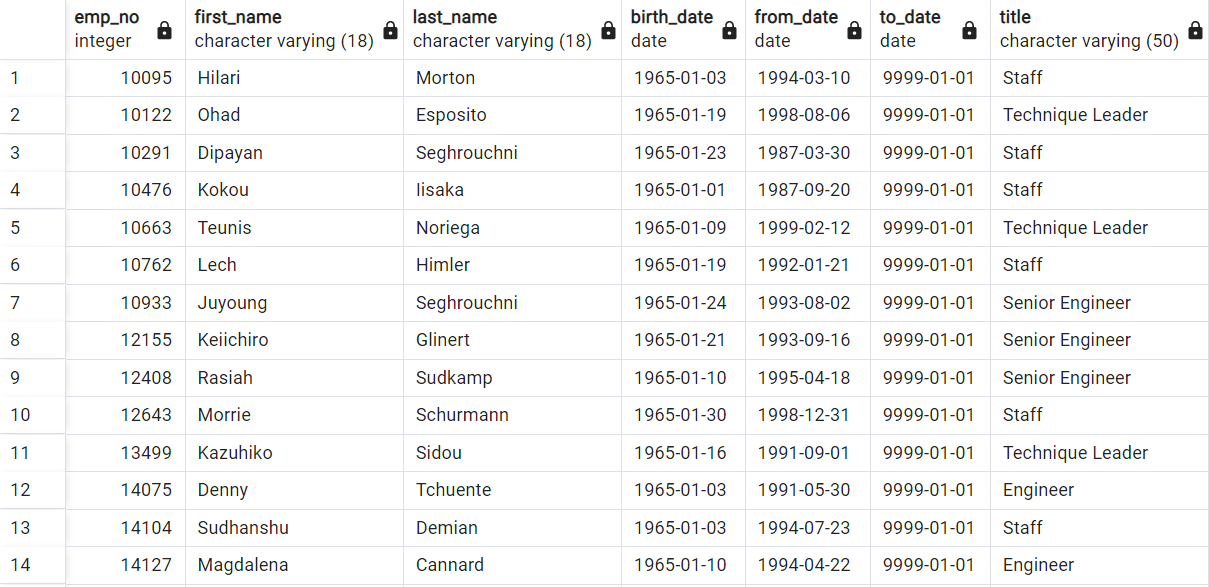 emp_no first_name last_name birth_date from_date to_date title
integer character varying (18) character varying (18) date date date character varying (50)
1 10095 Hilari Morton 1965-01-03 1994-03-10 9999-01-01 Staff
2 10122 Ohad Esposito 1965-01-19 1998-08-06 9999-01-01 Technique Leader
3 10291 Dipayan Seghrouchni 1965-01-23 1987-03-30 9999-01-01 Staff
4 10476 Kokou Iisaka 1965-01-01 1987-09-20 9999-01-01 Staff
5 10663 Teunis Noriega 1965-01-09 1999-02-12 9999-01-01 Technique Leader
6 10762 Lech Himler 1965-01-19 1992-01-21 9999-01-01 Staff
7 10933 Juyoung Seghrouchni 1965-01-24 1993-08-02 9999-01-01 Senior Engineer
8 12155 Keiichiro Glinert 1965-01-21 1993-09-16 9999-01-01 Senior Engineer
9 12408 Rasiah Sudkamp 1965-01-10 1995-04-18 9999-01-01 Senior Engineer
10 12643 Morrie Schurmann 1965-01-30 1998-12-31 9999-01-01 Staff
11 13499 Kazuhiko Sidou 1965-01-16 1991-09-01 9999-01-01 Technique Leader
12 14075 Denny Tchuente 1965-01-03 1991-05-30 9999-01-01 Engineer
13 14104 Sudhanshu Demian 1965-01-03 1994-07-23 9999-01-01 Staff
14 14127 Magdalena Cannard 1965-01-10 1994-04-22 9999-01-01 Engineer